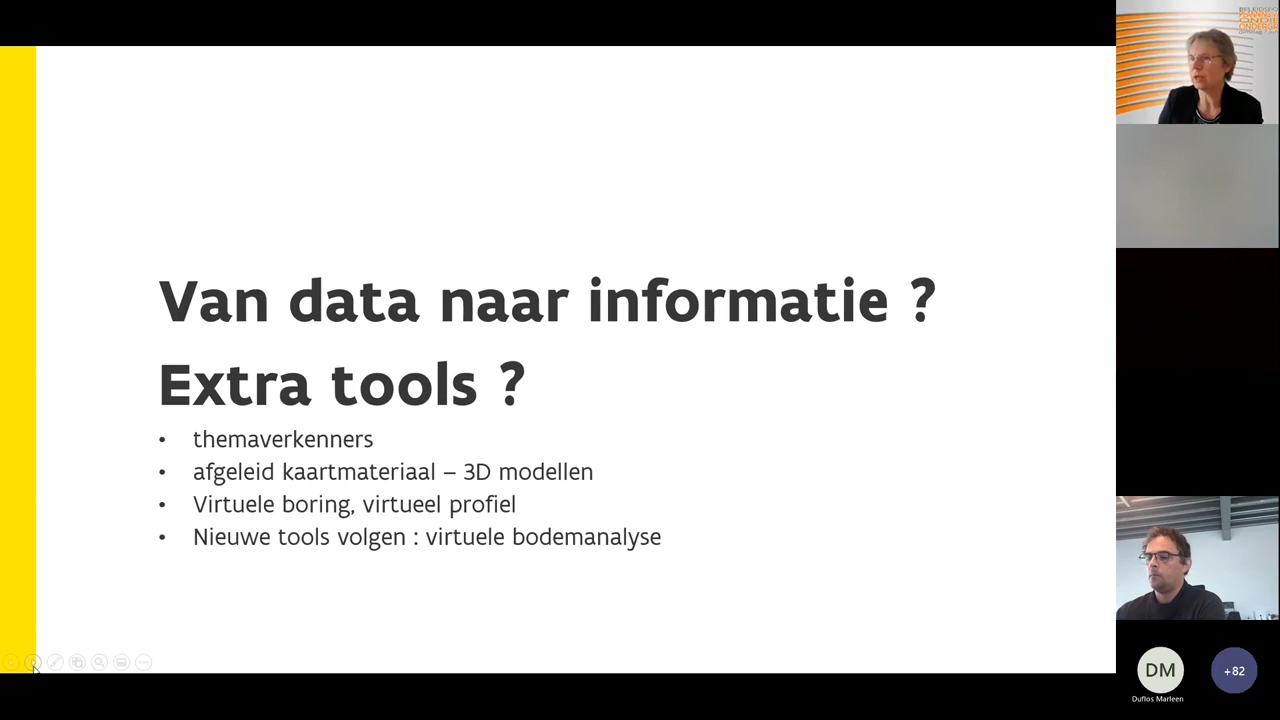 Van data naar informatie ?
Extra tools ?
• themaverkenners
• afgeleid kaartmateriaal – 3D modellen
• Virtuele boring, virtueel profiel
• Nieuwe tools volgen : virtuele bodemanalyse
DM
+82
Duflos Marleen